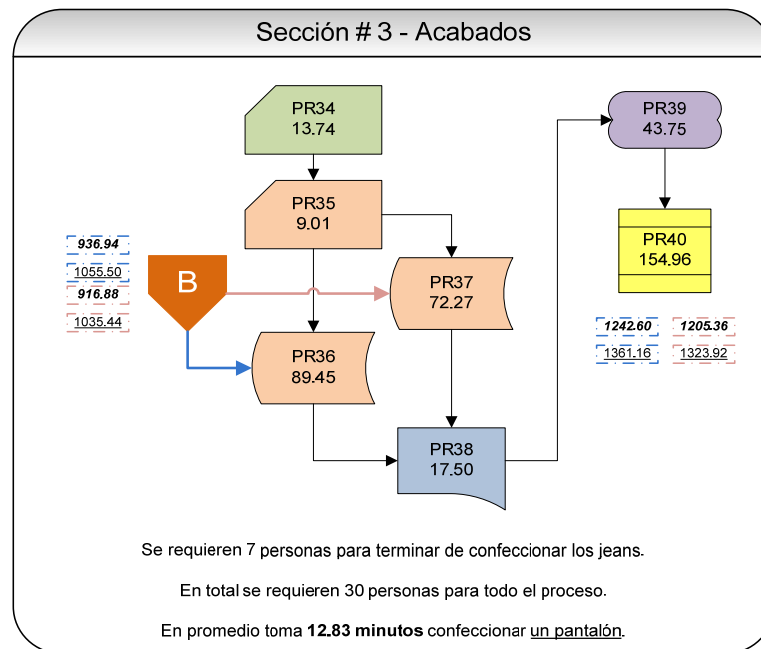 Sección # 3 - Acabados
PR34
13.74
PR39
43.75
PR35
9.01
936.94
1055.50
916.88
1035.44
B
PR37
72.27
PR40
154.96
PR36
89.45
1242.60
1205.36
1361.16
1323.92
PR38
17.50
Se requieren 7 personas para terminar de confeccionar los jeans.
En total se requieren 30 personas para todo el proceso.
En promedio toma 12.83 minutos confeccionar un pantalón.